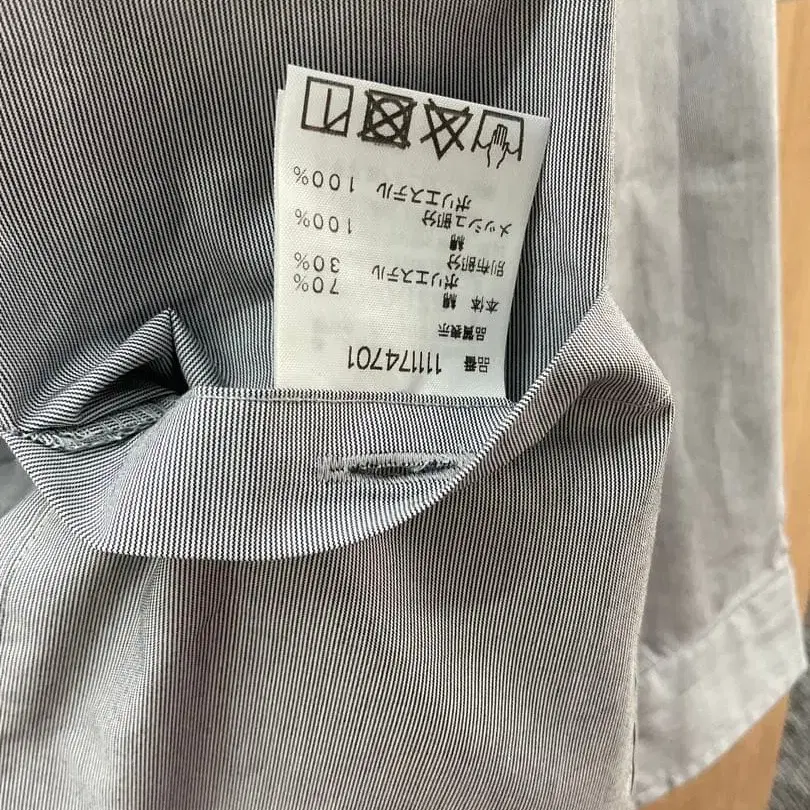 品番 111174701
品質表示
本体 綿 70%
ポリエステル 30%
別布部分
綿 100%
メッシュ部分
ポリエステル 100%